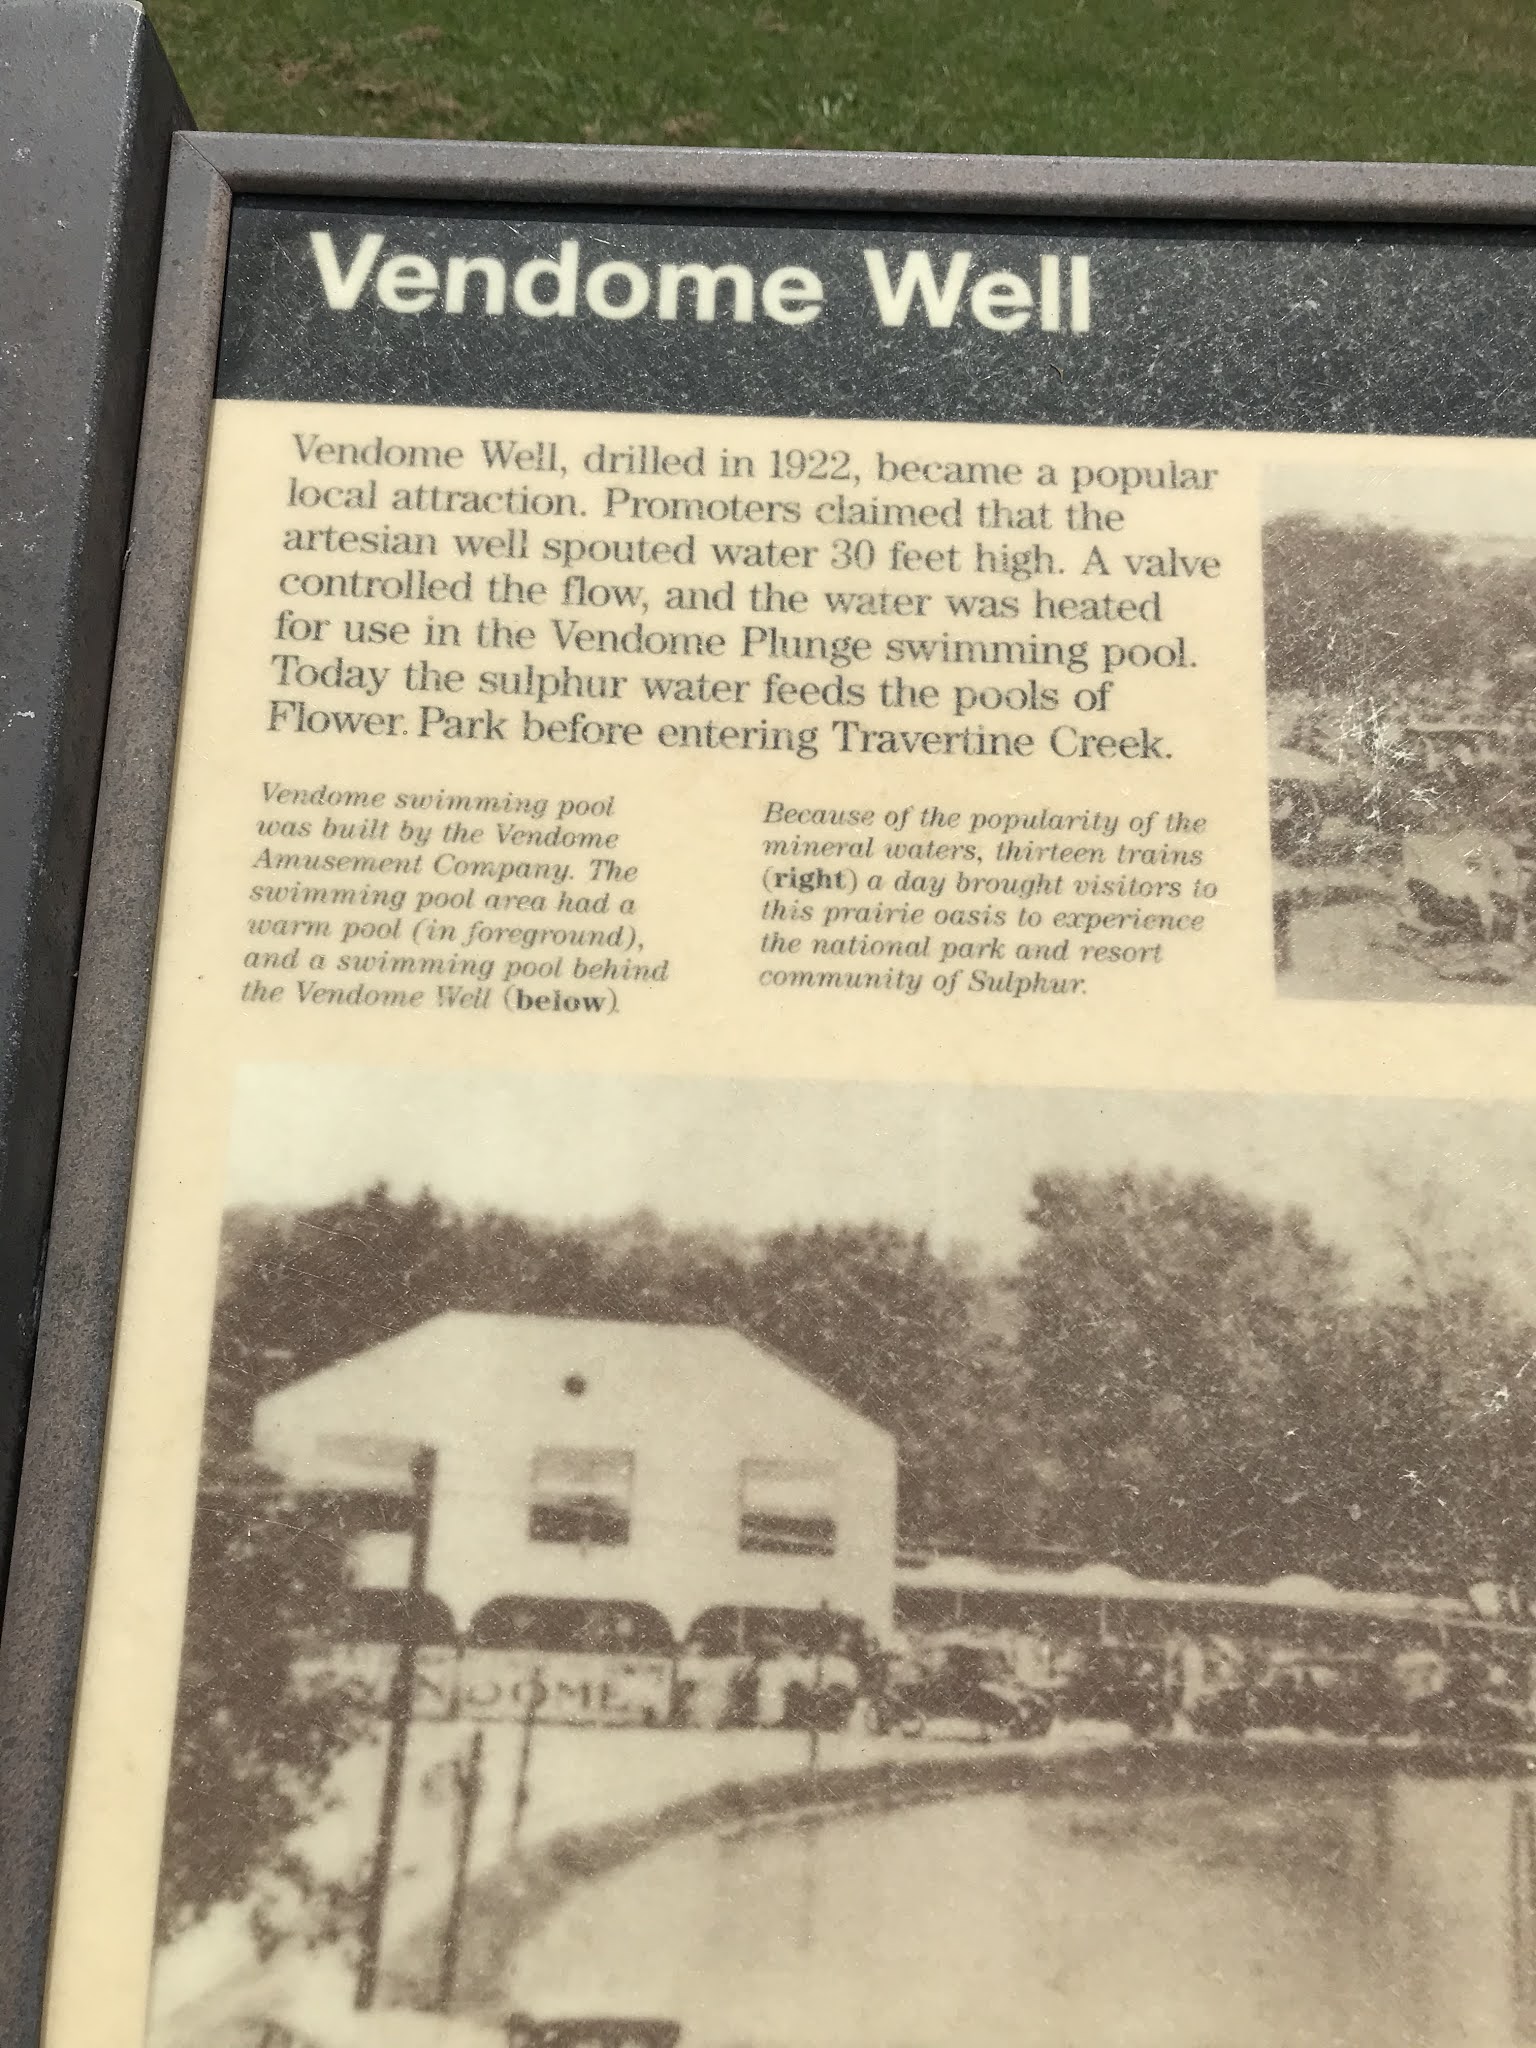 Vendome Well
Vendome Well, drilled in 1922, became a popular
local attraction. Promoters claimed that the
artesian well spouted water 30 feet high. A valve
controlled the flow, and the water was heated
for use in the Vendome Plunge swimming pool.
Today the sulphur water feeds the pools of
Flower Park before entering Travertine Creek.
Vendome swimming pool
was built by the Vendome
Amusement Company. The
swimming pool area had a
warm pool (in foreground),
and a swimming pool behind
the Vendome Well (below).
Because of the popularity of the
mineral waters, thirteen trains
(right) a day brought visitors to
this prairie oasis to experience
the national park and resort
community of Sulphur.
VENDOME